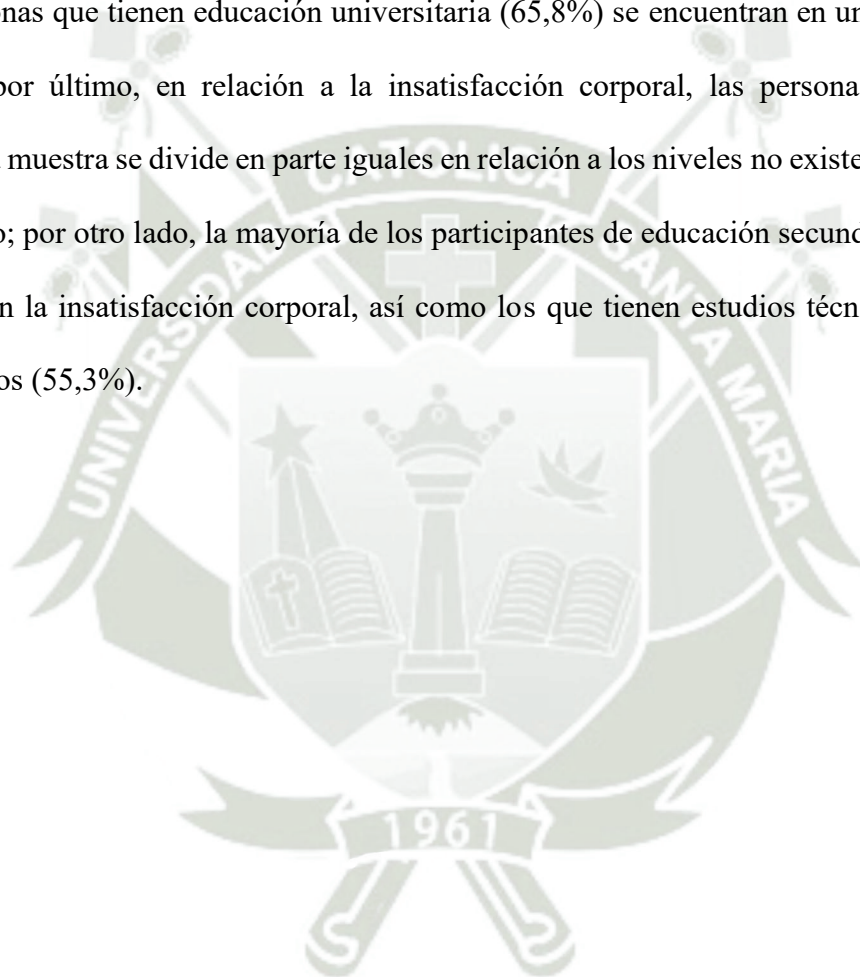 nas que tienen educación universitaria (65,8%) se encuentran en un
por último, en relación a la insatisfacción corporal, las persona
muestra se divide en parte iguales en relación a los niveles no existe
o; por otro lado, la mayoría de los participantes de educación secund
n la insatisfacción corporal, así como los que tienen estudios técn
os (55,3%).
UNIVERSIDAD CATOLICA SANTA MARIA
1961